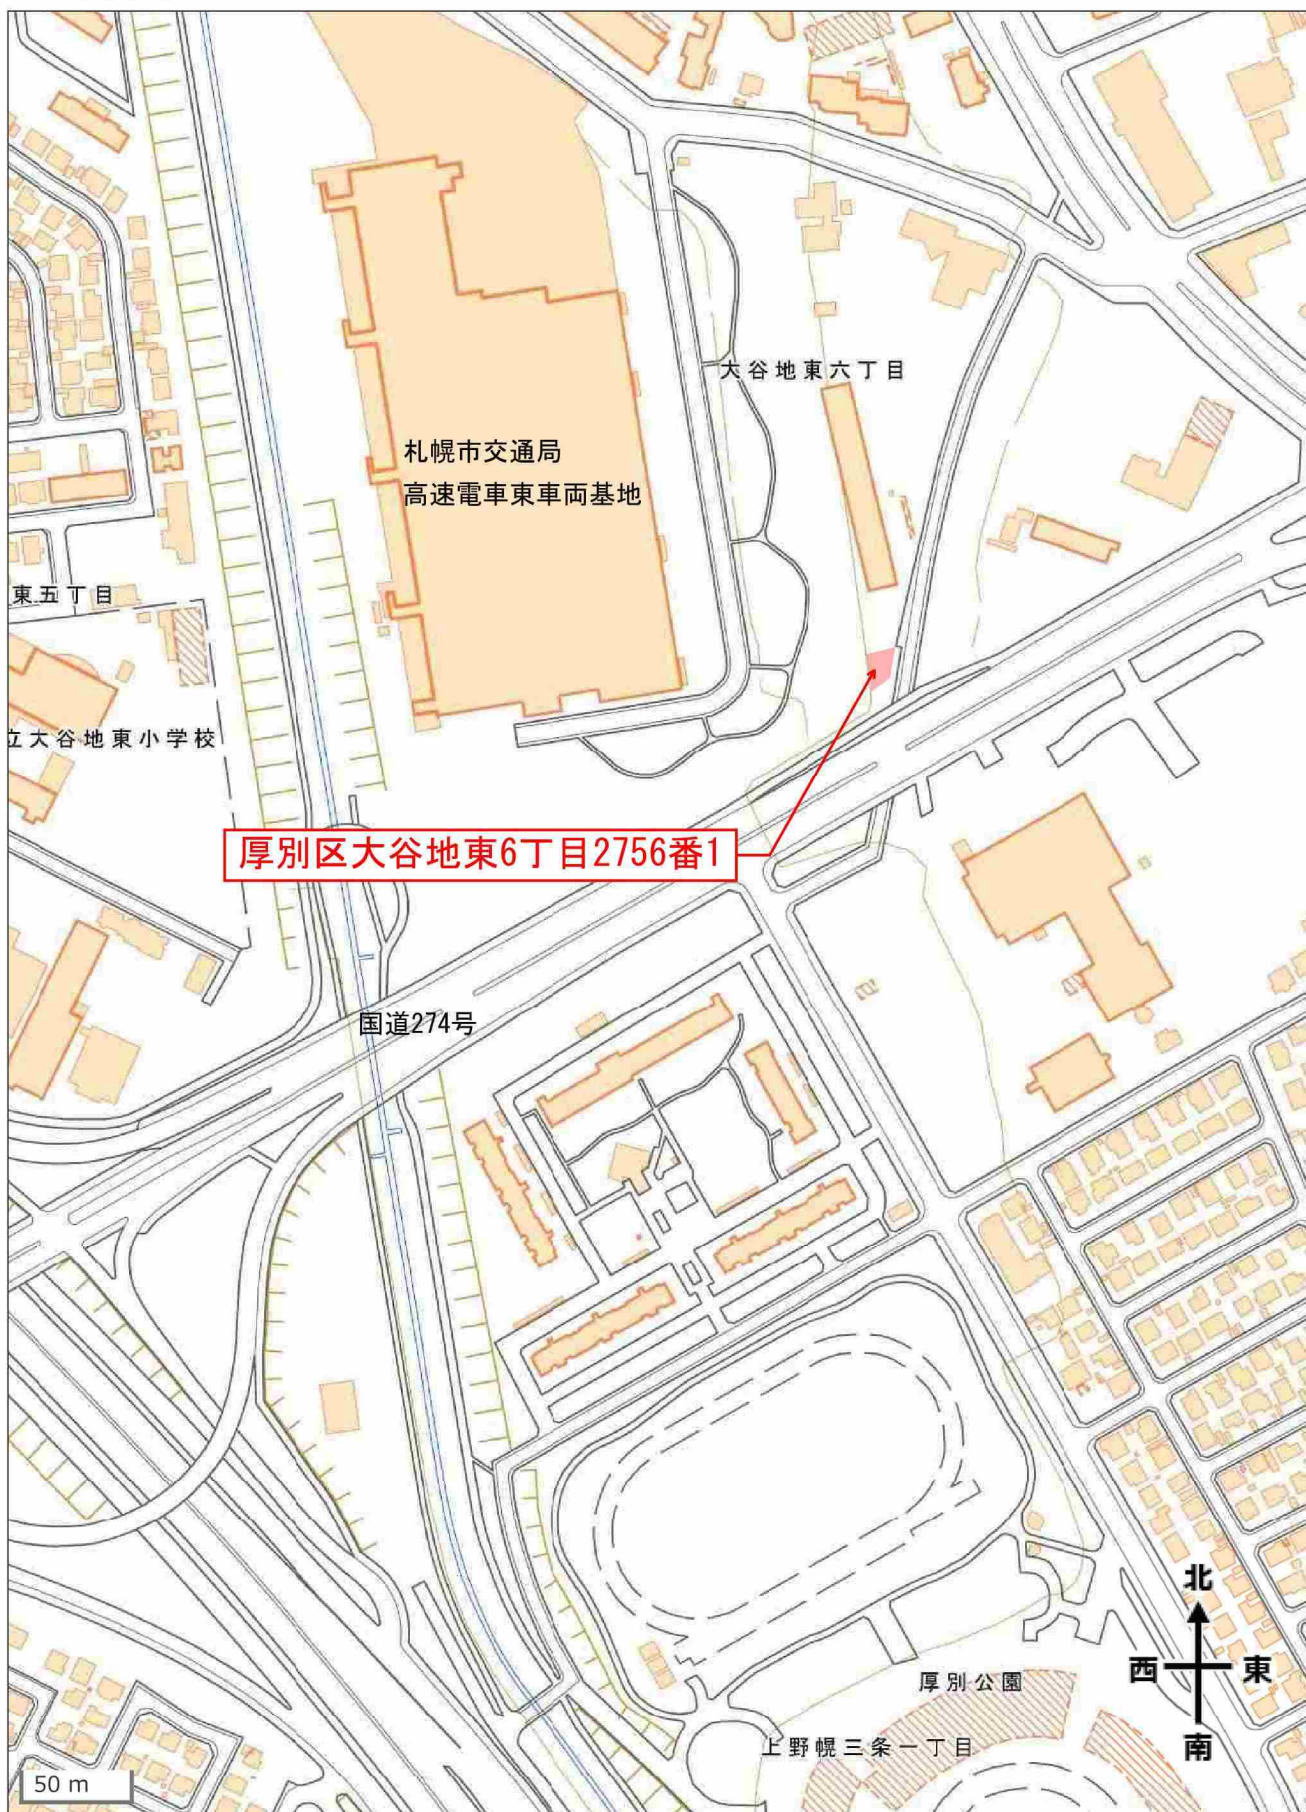 大谷地東六丁目
札幌市交通局
高速電車東車両基地
東五丁目
立大谷地東小学校
厚別区大谷地東6丁目2756番1
国道274号
北
西
東
南
厚別公園
上野幌三条一丁目
50 m